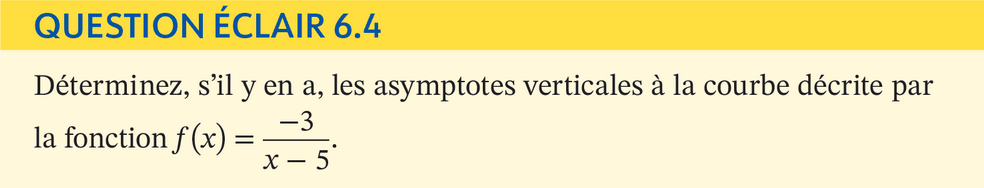 QUESTION ÉCLAIR 6.4
Déterminez, s’il y en a, les asymptotes verticales à la courbe décrite par
la fonction f(x) = −3/(x − 5).